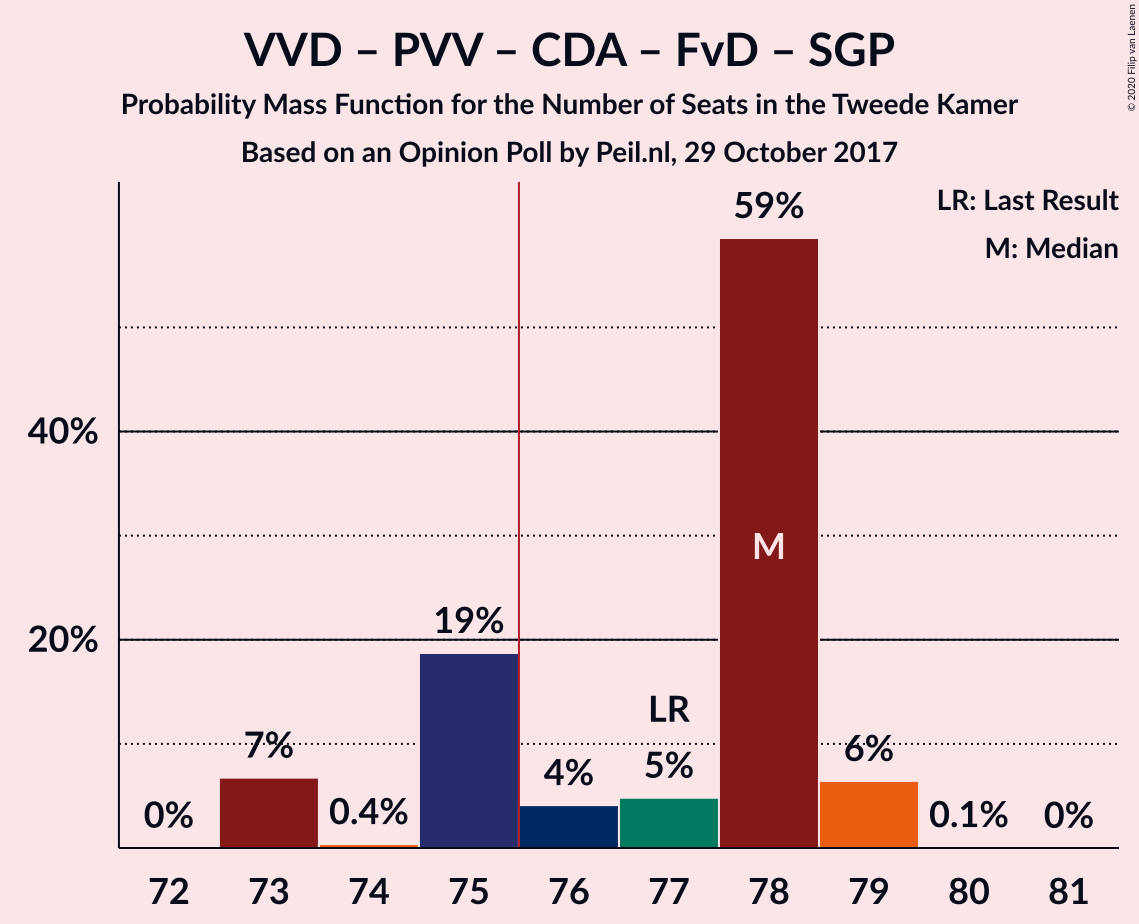 VVD – PVV – CDA – FvD – SGP
Probability Mass Function for the Number of Seats in the Tweede Kamer
Based on an Opinion Poll by Peil.nl, 29 October 2017
© 2020 Filip van Laenen
LR: Last Result
M: Median
59%
40%
M
20%
19%
LR
7%
0%
0.4%
4%
5%
6%
0.1%
0%
72 73 74 75 76 77 78 79 80 81